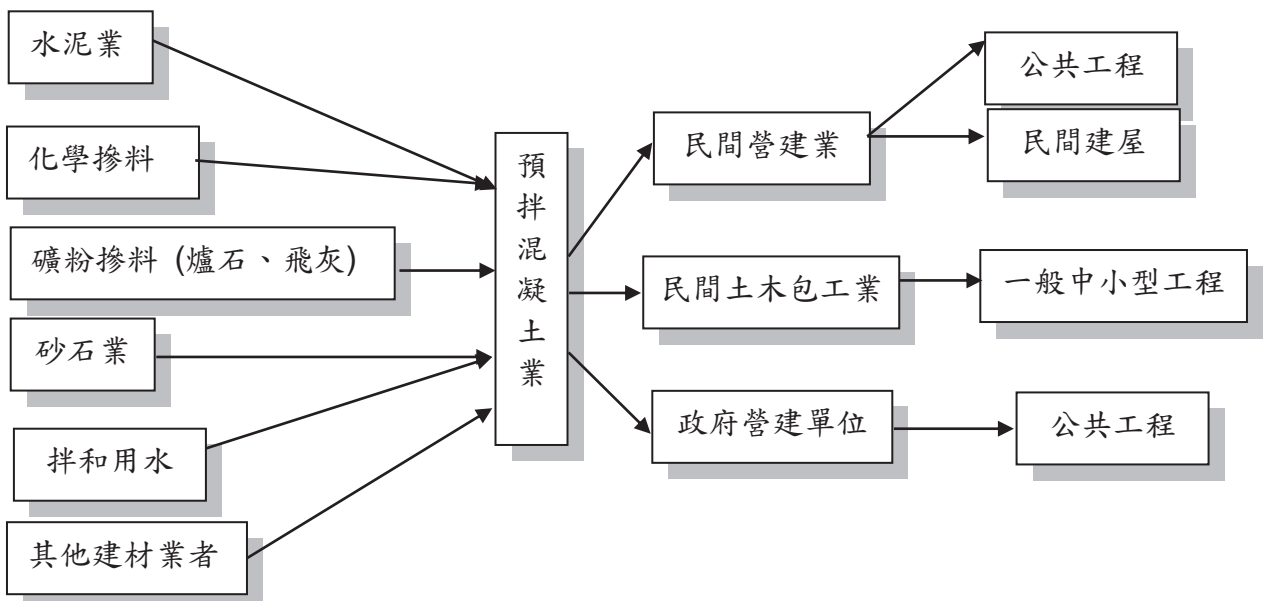 水泥業
化學摻料
礦粉摻料 (爐石、飛灰)
砂石業
拌和用水
其他建材業者
預拌混凝土業
民間營建業
民間土木包工業
政府營建單位
公共工程
民間建屋
一般中小型工程
公共工程